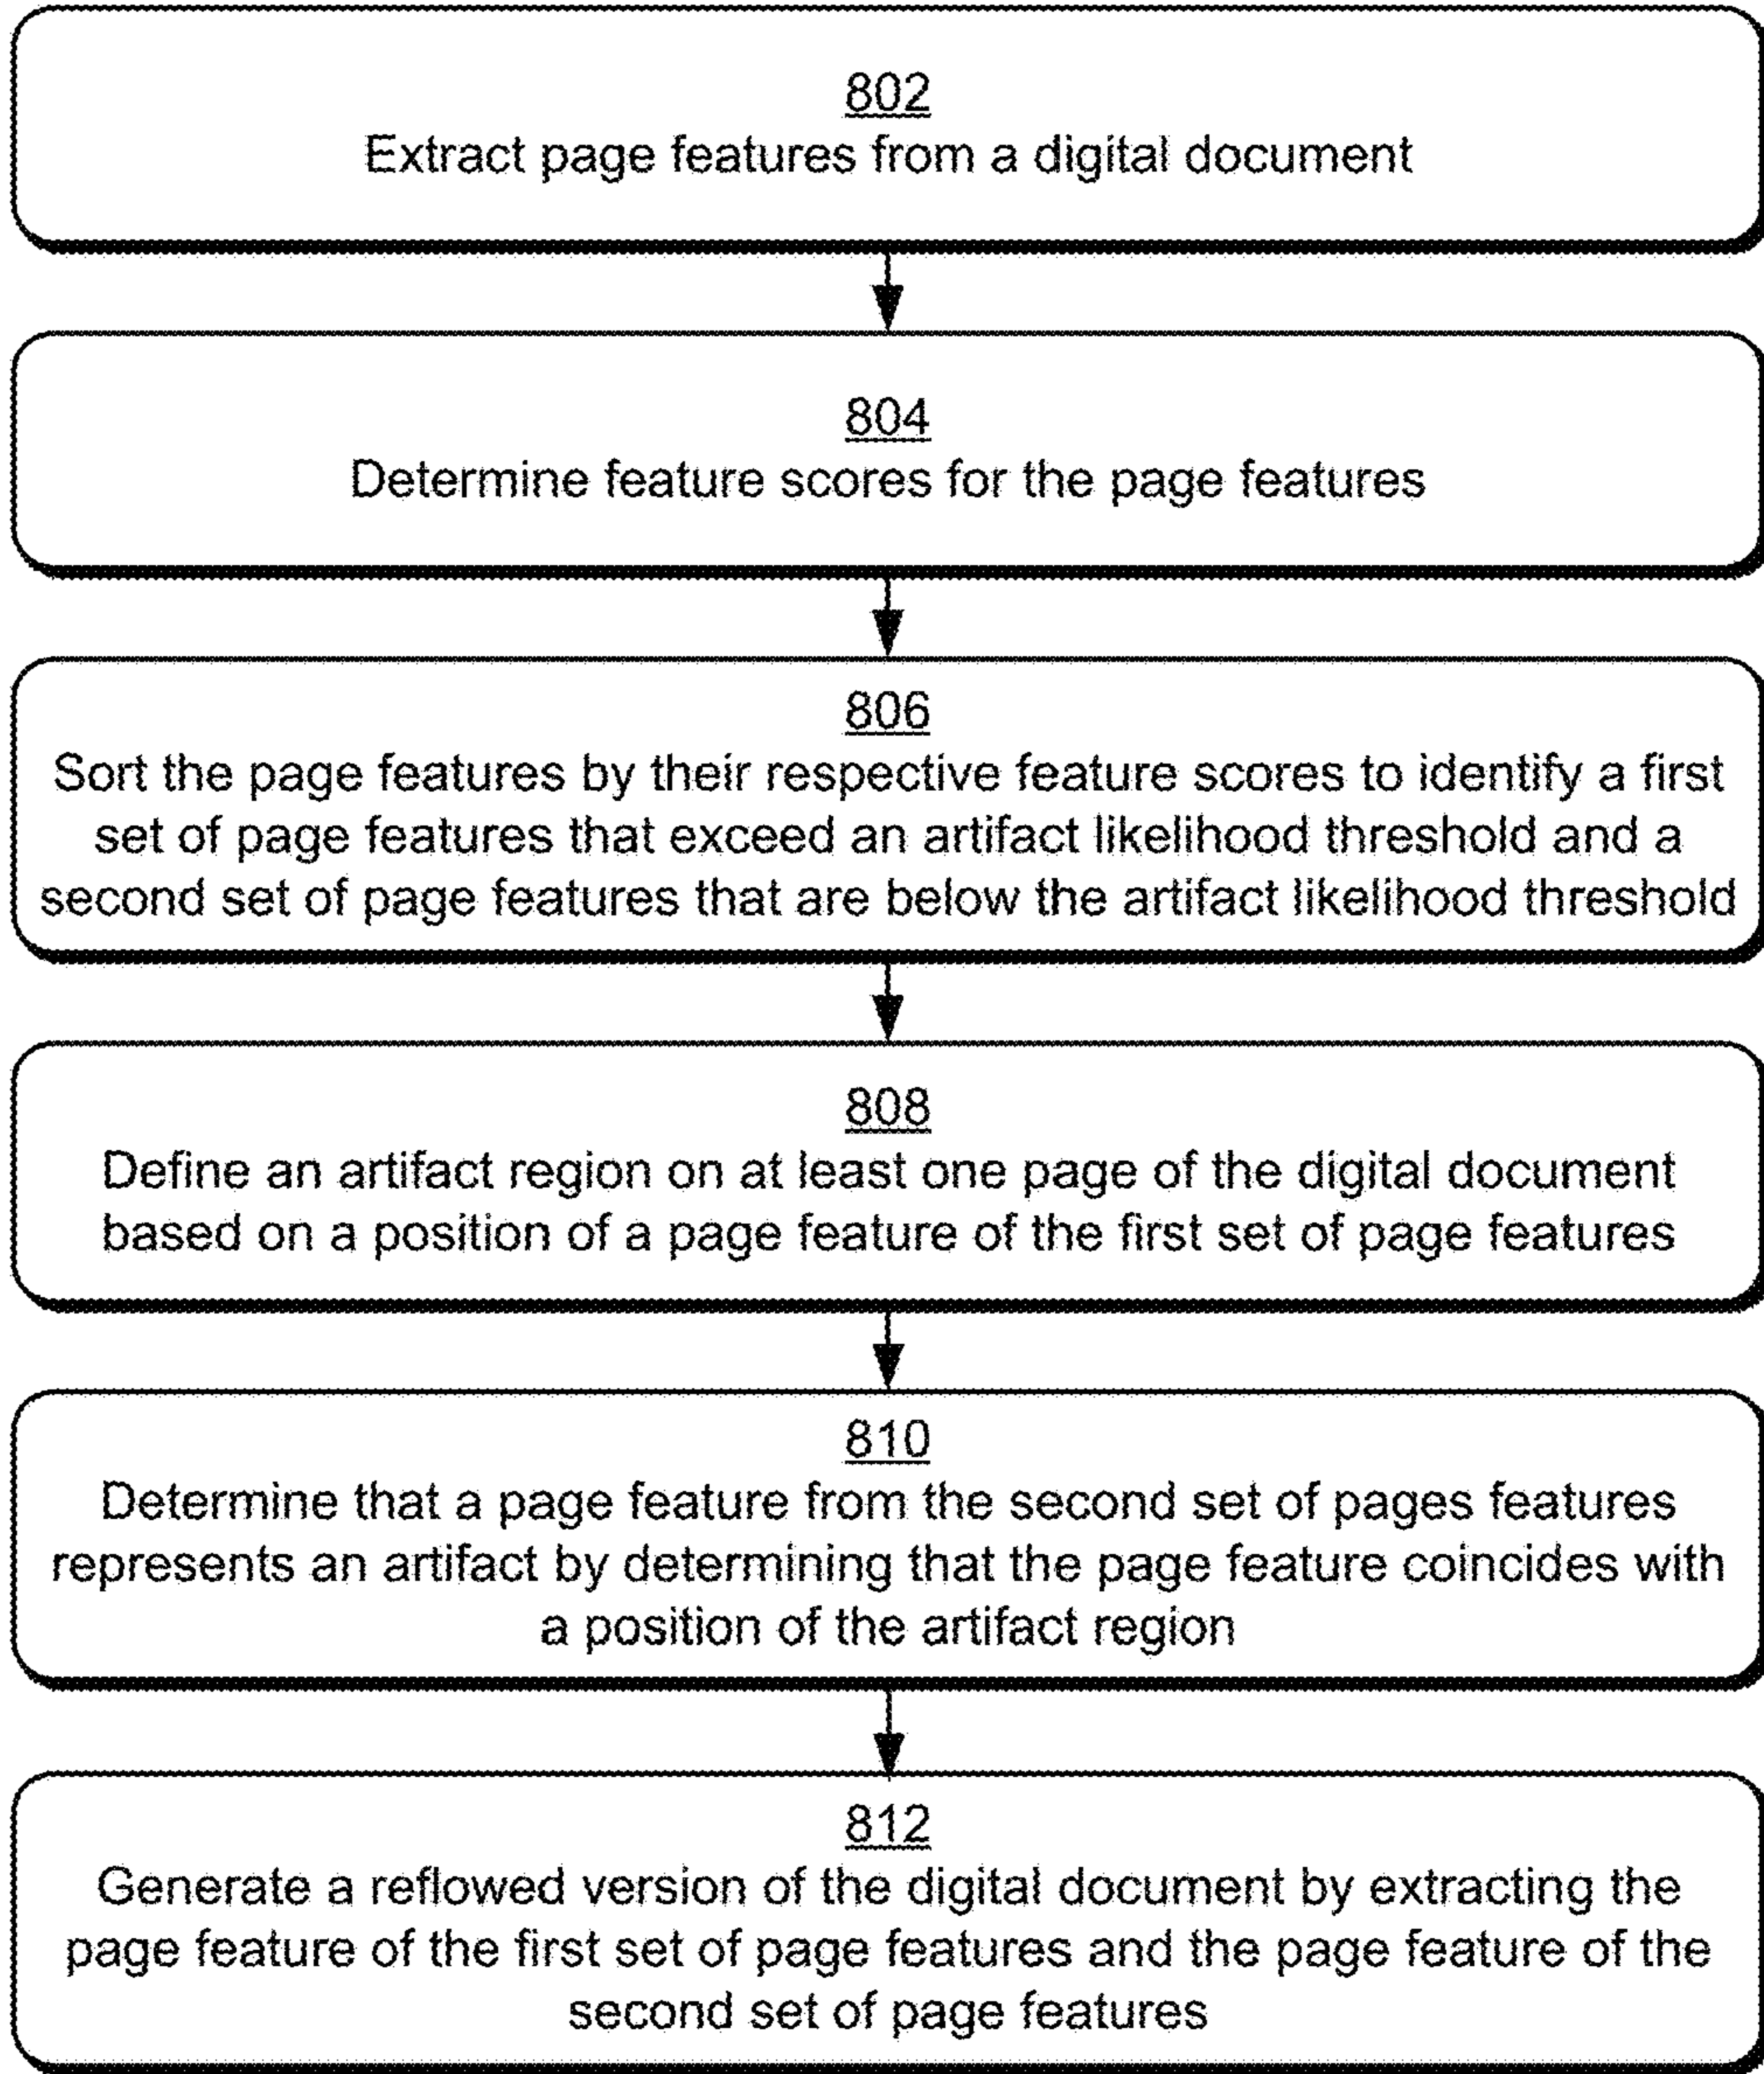 802
Extract page features from a digital document
804
Determine feature scores for the page features
806
Sort the page features by their respective feature scores to identify a first
set of page features that exceed an artifact likelihood threshold and a
second set of page features that are below the artifact likelihood threshold
808
Define an artifact region on at least one page of the digital document
based on a position of a page feature of the first set of page features
810
Determine that a page feature from the second set of pages features
represents an artifact by determining that the page feature coincides with
a position of the artifact region
812
Generate a reflowed version of the digital document by extracting the
page feature of the first set of page features and the page feature of the
second set of page features